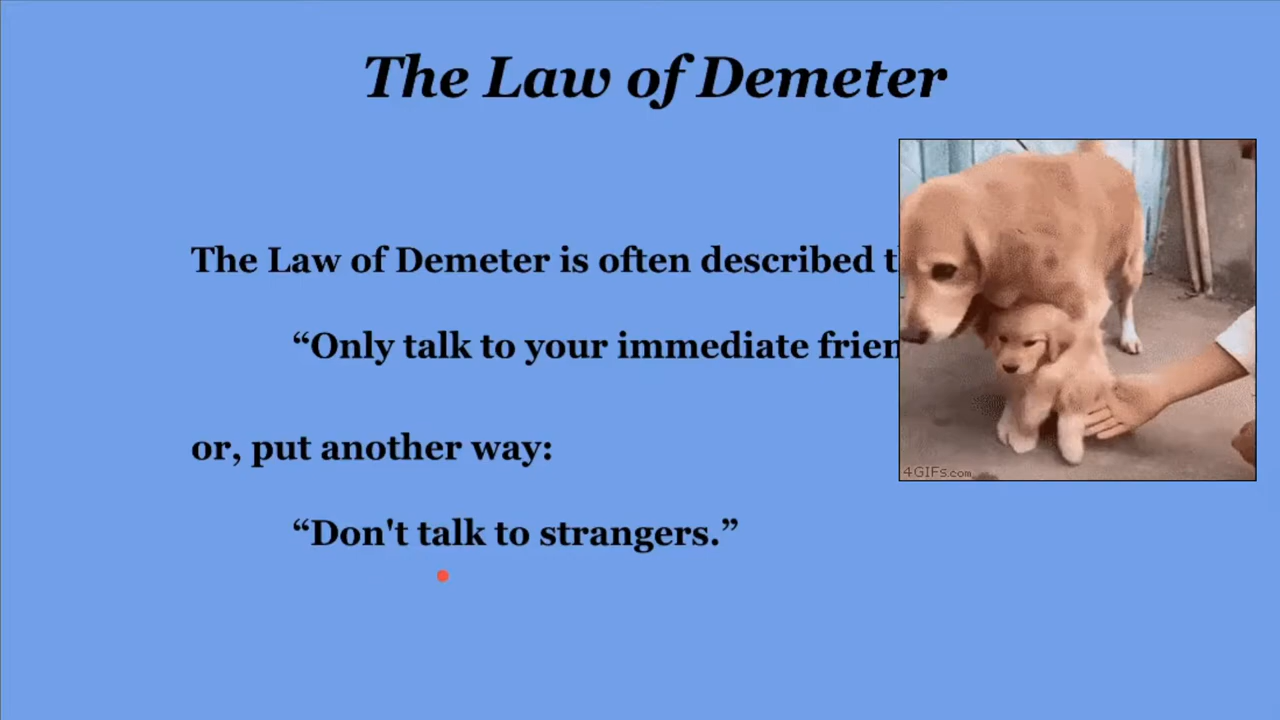 The Law of Demeter
The Law of Demeter is often described
“Only talk to your immediate
or, put another way:
“Don't talk to strangers.”
4GIFs.com